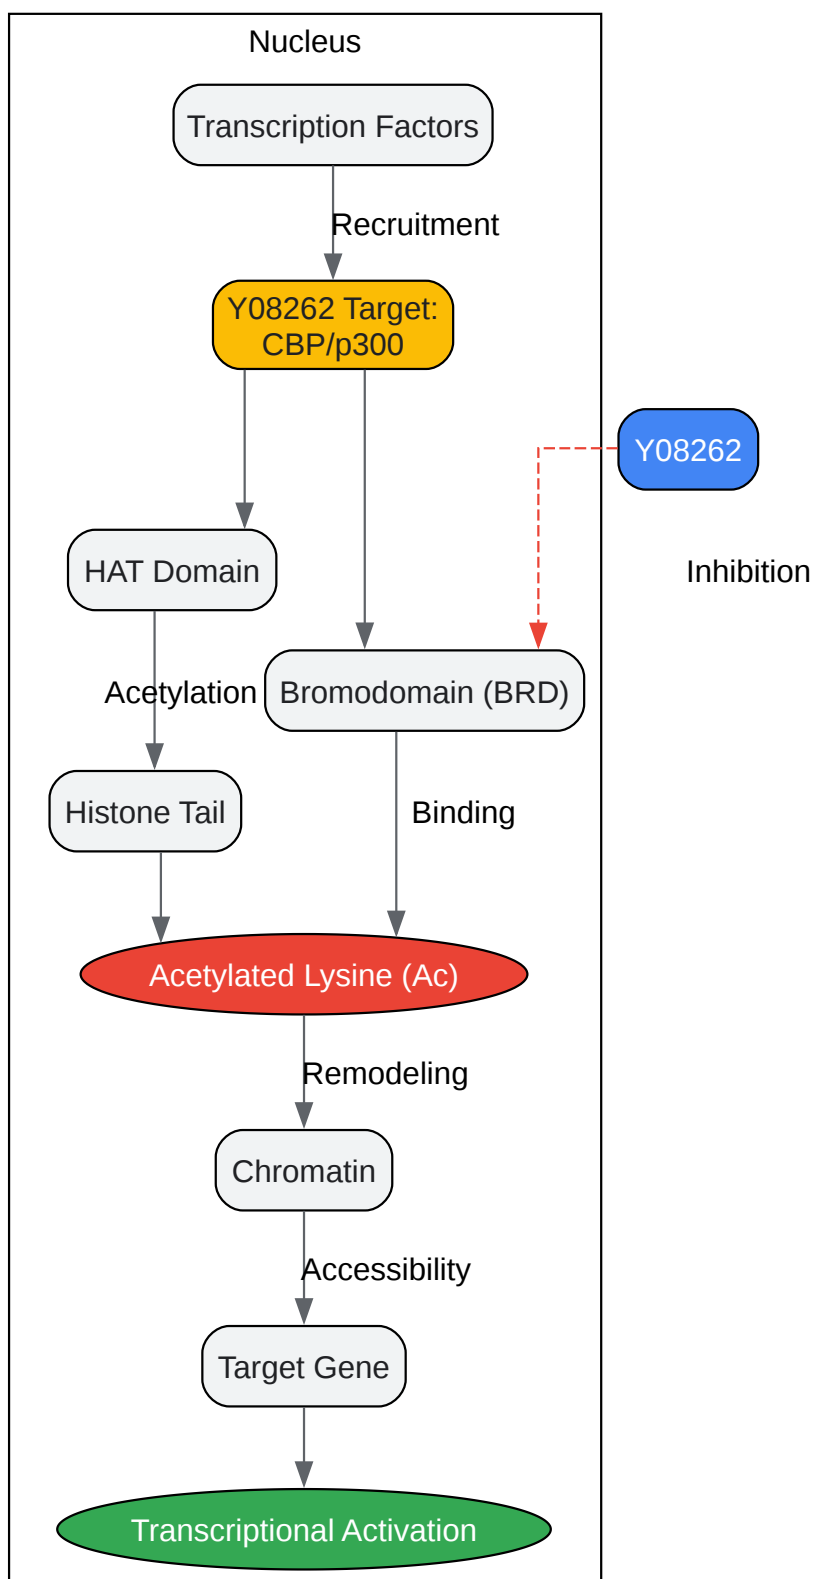 Nucleus
Transcription Factors
Recruitment
Y08262 Target:
CBP/p300
Y08262
HAT Domain
Inhibition
Acetylation
Bromodomain (BRD)
Histone Tail
Binding
Acetylated Lysine (Ac)
Remodeling
Chromatin
Accessibility
Target Gene
Transcriptional Activation